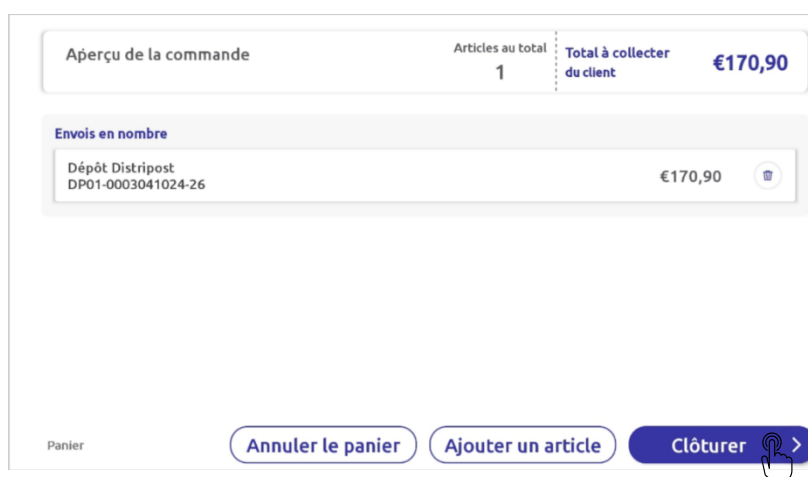 Aperçu de la commande
Articles au total
1
Total à collecter
du client
€170,90
Envois en nombre
Dépôt Distripost
DP01-0003041024-26
€170,90
Panier
Annuler le panier
Ajouter un article
Clôturer